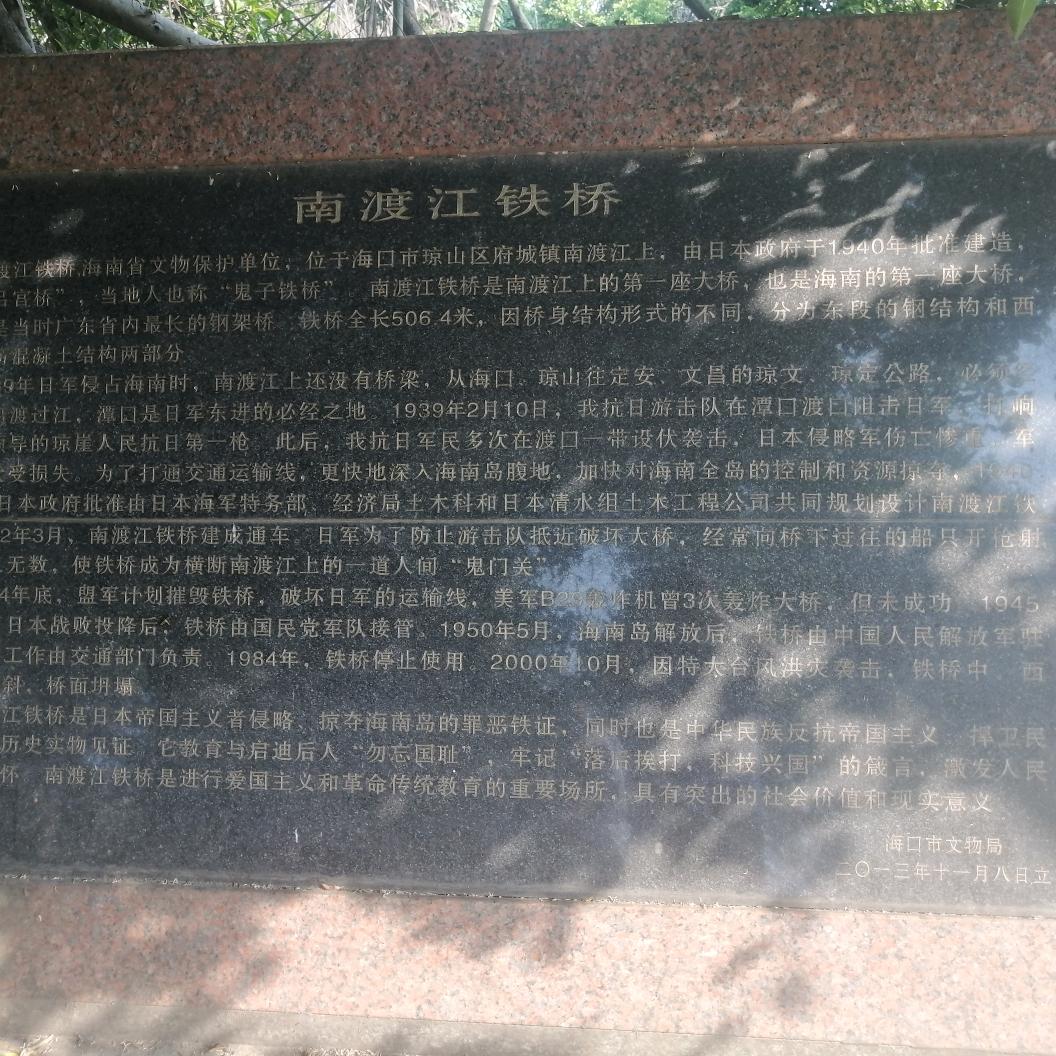 南渡江铁桥
渡江铁桥,海南省文物保护单位，位于海口市琼山区府城镇南渡江上，由日本政府于1940年批准建造，
吕宫桥”，当地人也称“鬼子铁桥” 南渡江铁桥是南渡江上的第一座大桥，也是海南的第一座大桥，
是当时广东省内最长的钢架桥 铁桥全长506.4米，因桥身结构形式的不同，分为东段的钢结构和西
混凝土结构两部分
9年日军侵占海南时，南渡江上还没有桥梁，从海口、琼山往定安、文昌的琼文、琼定公路，必须
渡过江，潭口是日军东进的必经之地 1939年2月10日，我抗日游击队在潭口渡口阻击日军，打响
领导的琼崖人民抗日第一枪 此后，我抗日军民多次在渡口一带设伏袭击，日本侵略军伤亡惨重，军
受损失。为了打通交通运输线，更快地深入海南岛腹地，加快对海南全岛的控制和资源掠夺，1940
日本政府批准由日本海军特务部、经济局土木科和日本清水组土木工程公司共同规划设计南渡江铁
2年3月，南渡江铁桥建成通车 日军为了防止游击队抵近破坏大桥，经常向桥下过往的船只开枪射
无数，使铁桥成为横断南渡江上的一道人间“鬼门关”
4年底，盟军计划摧毁铁桥，破坏日军的运输线，美军B29轰炸机曾3次轰炸大桥，但未成功 1945
日本战败投降后，铁桥由国民党军队接管。1950年5月，海南岛解放后，铁桥由中国人民解放军驻
工作由交通部门负责。1984年，铁桥停止使用。2000年10月，因特大台风洪灾袭击，铁桥中、西
斜，桥面坍塌
江铁桥是日本帝国主义者侵略、掠夺海南岛的罪恶铁证，同时也是中华民族反抗帝国主义、捍卫民
历史实物见证 它教育与启迪后人“勿忘国耻”，牢记“落后挨打，科技兴国”的箴言，激发人民
怀 南渡江铁桥是进行爱国主义和革命传统教育的重要场所，具有突出的社会价值和现实意义
海口市文物局
二〇一三年十一月八日立